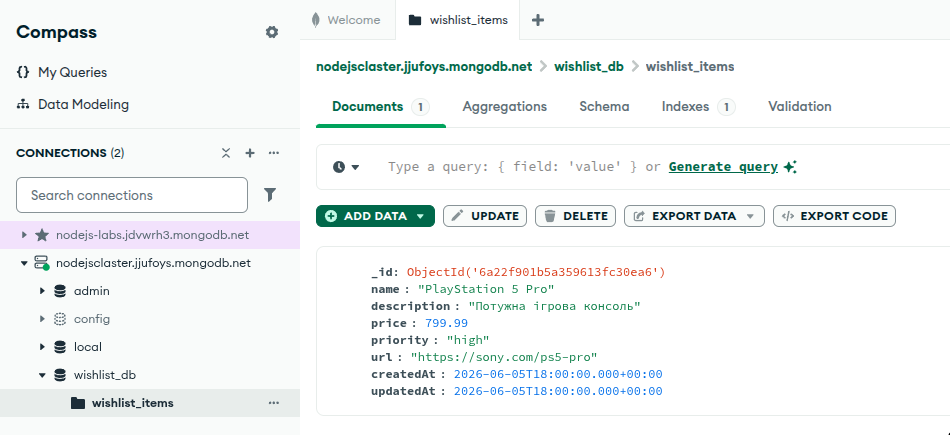 Compass
My Queries
Data Modeling
CONNECTIONS (2)
Search connections
nodejs-labs.jdvwrh3.mongodb.net
nodejsclaster.jjufoys.mongodb.net
admin
config
local
wishlist_db
wishlist_items
Welcome
wishlist_items
nodejsclaster.jjufoys.mongodb.net > wishlist_db > wishlist_items
Documents 1 Aggregations Schema Indexes 1 Validation
Type a query: { field: 'value' } or Generate query
ADD DATA UPDATE DELETE EXPORT DATA EXPORT CODE
_id: ObjectId('6a22f901b5a359613fc30ea6')
name : "PlayStation 5 Pro"
description : "Потужна ігрова консоль"
price : 799.99
priority : "high"
url : "https://sony.com/ps5-pro"
createdAt : 2026-06-05T18:00:00.000+00:00
updatedAt : 2026-06-05T18:00:00.000+00:00